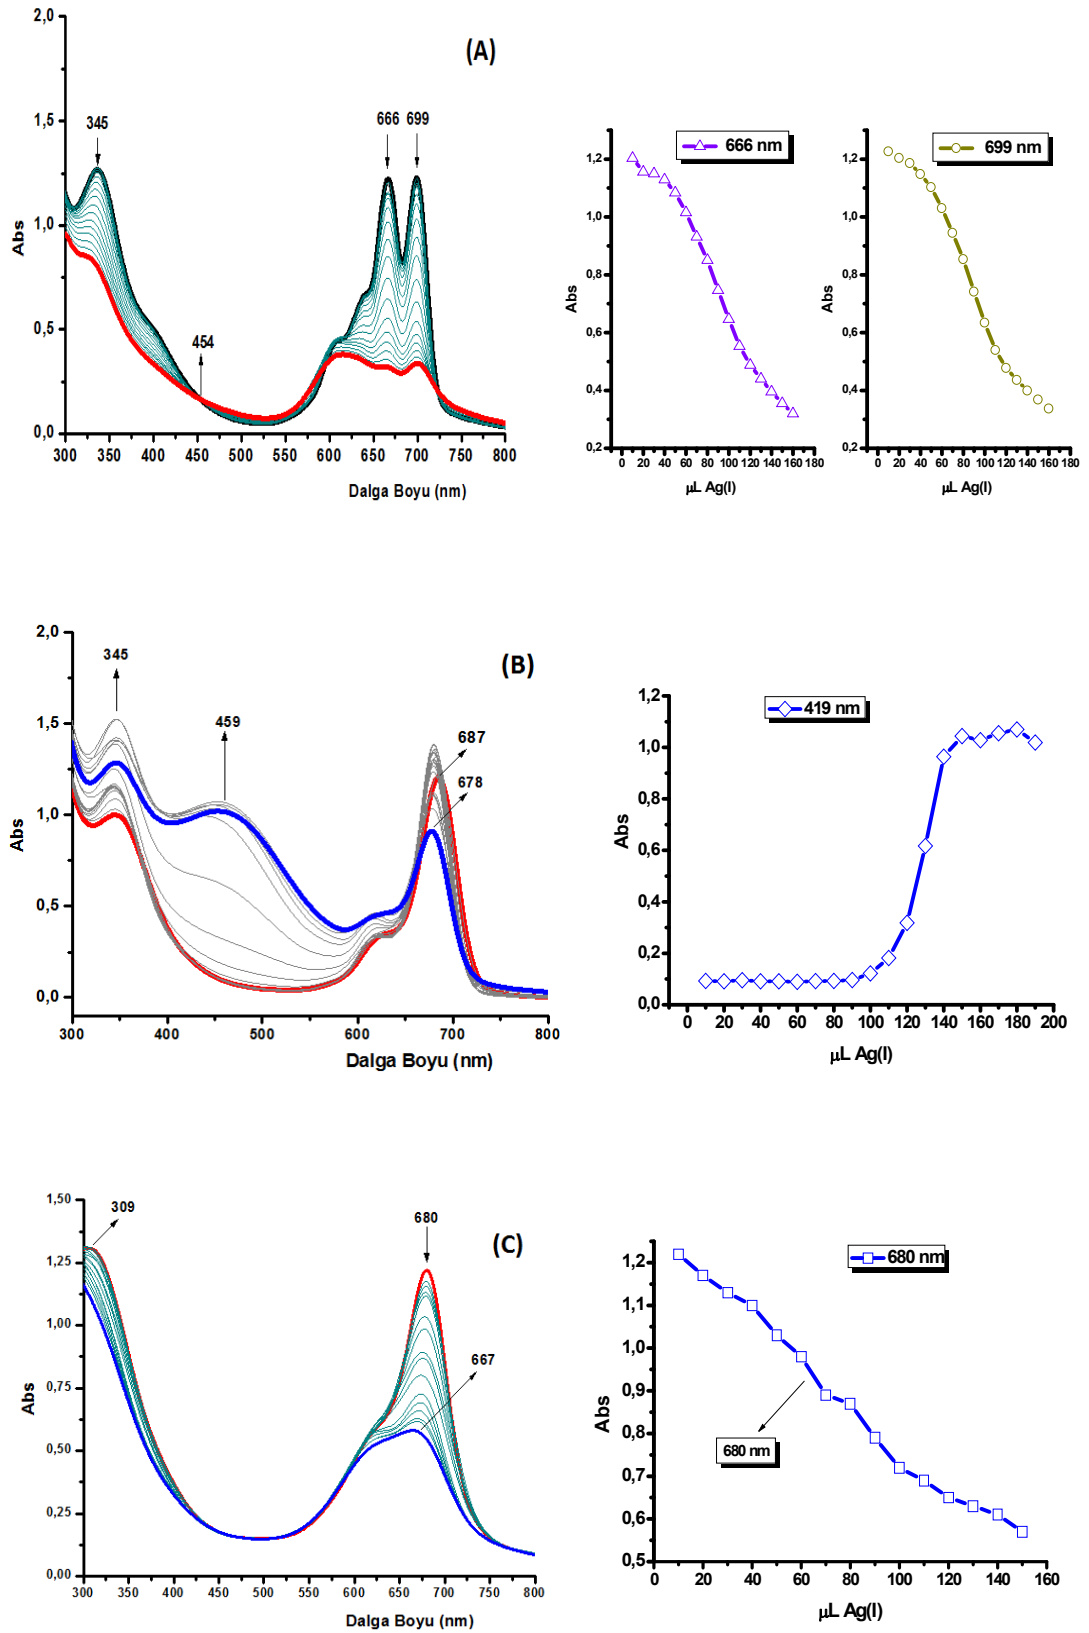 (A)
2,0
1,5
1,0
0,5
0,0
Abs
345
666 699
454
300 350 400 450 500 550 600 650 700 750 800
Dalga Boyu (nm)
666 nm
1,2
1,0
0,8
0,6
0,4
0,2
Abs
0 20 40 60 80 100 120 140 160 180
µL Ag(I)
699 nm
1,2
1,0
0,8
0,6
0,4
0,2
Abs
0 20 40 60 80 100 120 140 160 180
µL Ag(I)
(B)
2,0
1,5
1,0
0,5
0,0
Abs
345
459
687
678
300 400 500 600 700 800
Dalga Boyu (nm)
419 nm
1,2
1,0
0,8
0,6
0,4
0,2
0,0
Abs
0 20 40 60 80 100 120 140 160 180 200
µL Ag(I)
(C)
1,50
1,25
1,00
0,75
0,50
0,25
0,00
Abs
309
680
667
300 350 400 450 500 550 600 650 700 750 800
Dalga Boyu (nm)
680 nm
1,2
1,1
1,0
0,9
0,8
0,7
0,6
0,5
Abs
680 nm
0 20 40 60 80 100 120 140 160
µL Ag(I)